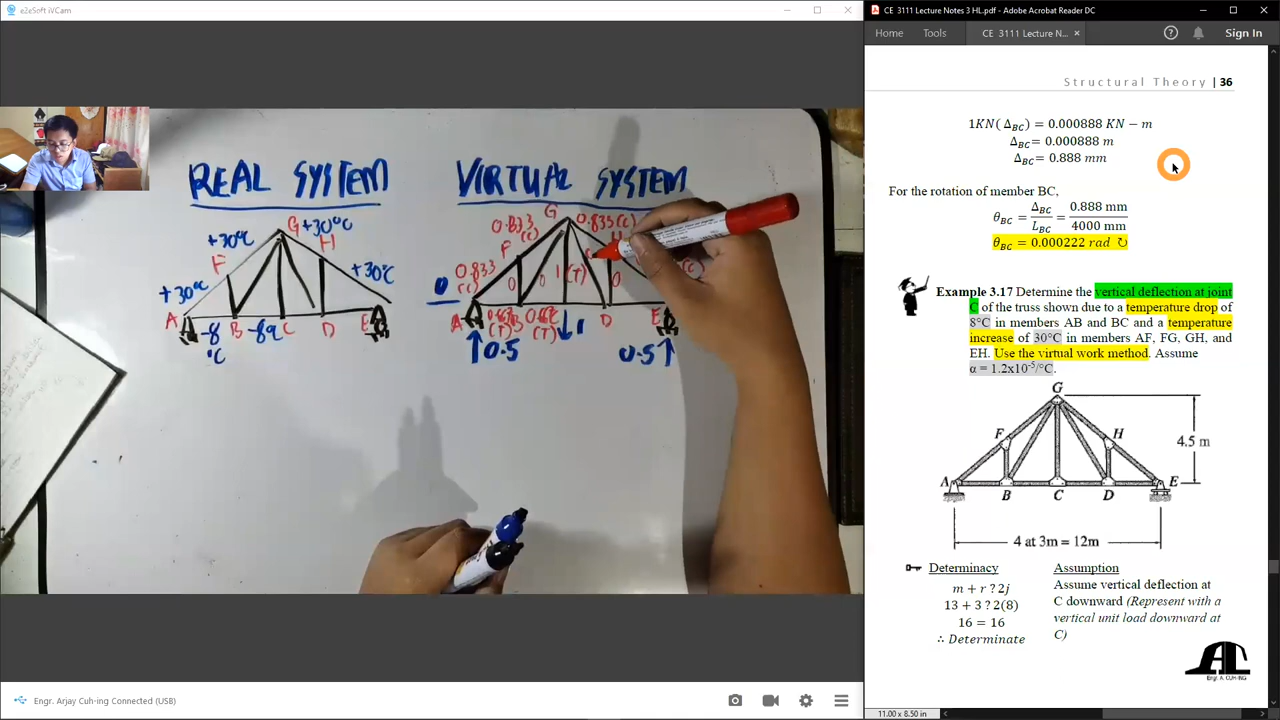 e2eSoft iVCam
REAL SYSTEM
VIRTUAL SYSTEM
G +30°C
+30°C
H
F
+30°C
+30°C
A
B
C
D
E
-8
°C
-8°
G
0.833
(C)
0.833(C)
F
0.833
(C)
(C)
0
0
1
(T)
0
0
A
D
E
(T)
(T)
1
0.5
0.5
Engr. Arjay Cuh-ing Connected (USB)
CE 3111 Lecture Notes 3 HL.pdf - Adobe Acrobat Reader DC
Home
Tools
CE 3111 Lecture N...
×
Sign In
Structural Theory | 36
1KN( Δ_BC) = 0.000888 KN − m
Δ_BC= 0.000888 m
Δ_BC= 0.888 mm
For the rotation of member BC,
θ_BC = Δ_BC / L_BC = 0.888 mm / 4000 mm
θ_BC = 0.000222 rad ↻
Example 3.17 Determine the vertical deflection at joint
C of the truss shown due to a temperature drop of
8°C in members AB and BC and a temperature
increase of 30°C in members AF, FG, GH, and
EH. Use the virtual work method. Assume
α = 1.2x10⁻⁵/°C.
G
F
H
4.5 m
A
E
B
C
D
4 at 3m = 12m
Determinacy
m + r ? 2j
13 + 3 ? 2(8)
16 = 16
∴ Determinate
Assumption
Assume vertical deflection at
C downward (Represent with a
vertical unit load downward at
C)
Engr. A. CUH-ING
11.00 x 8.50 in